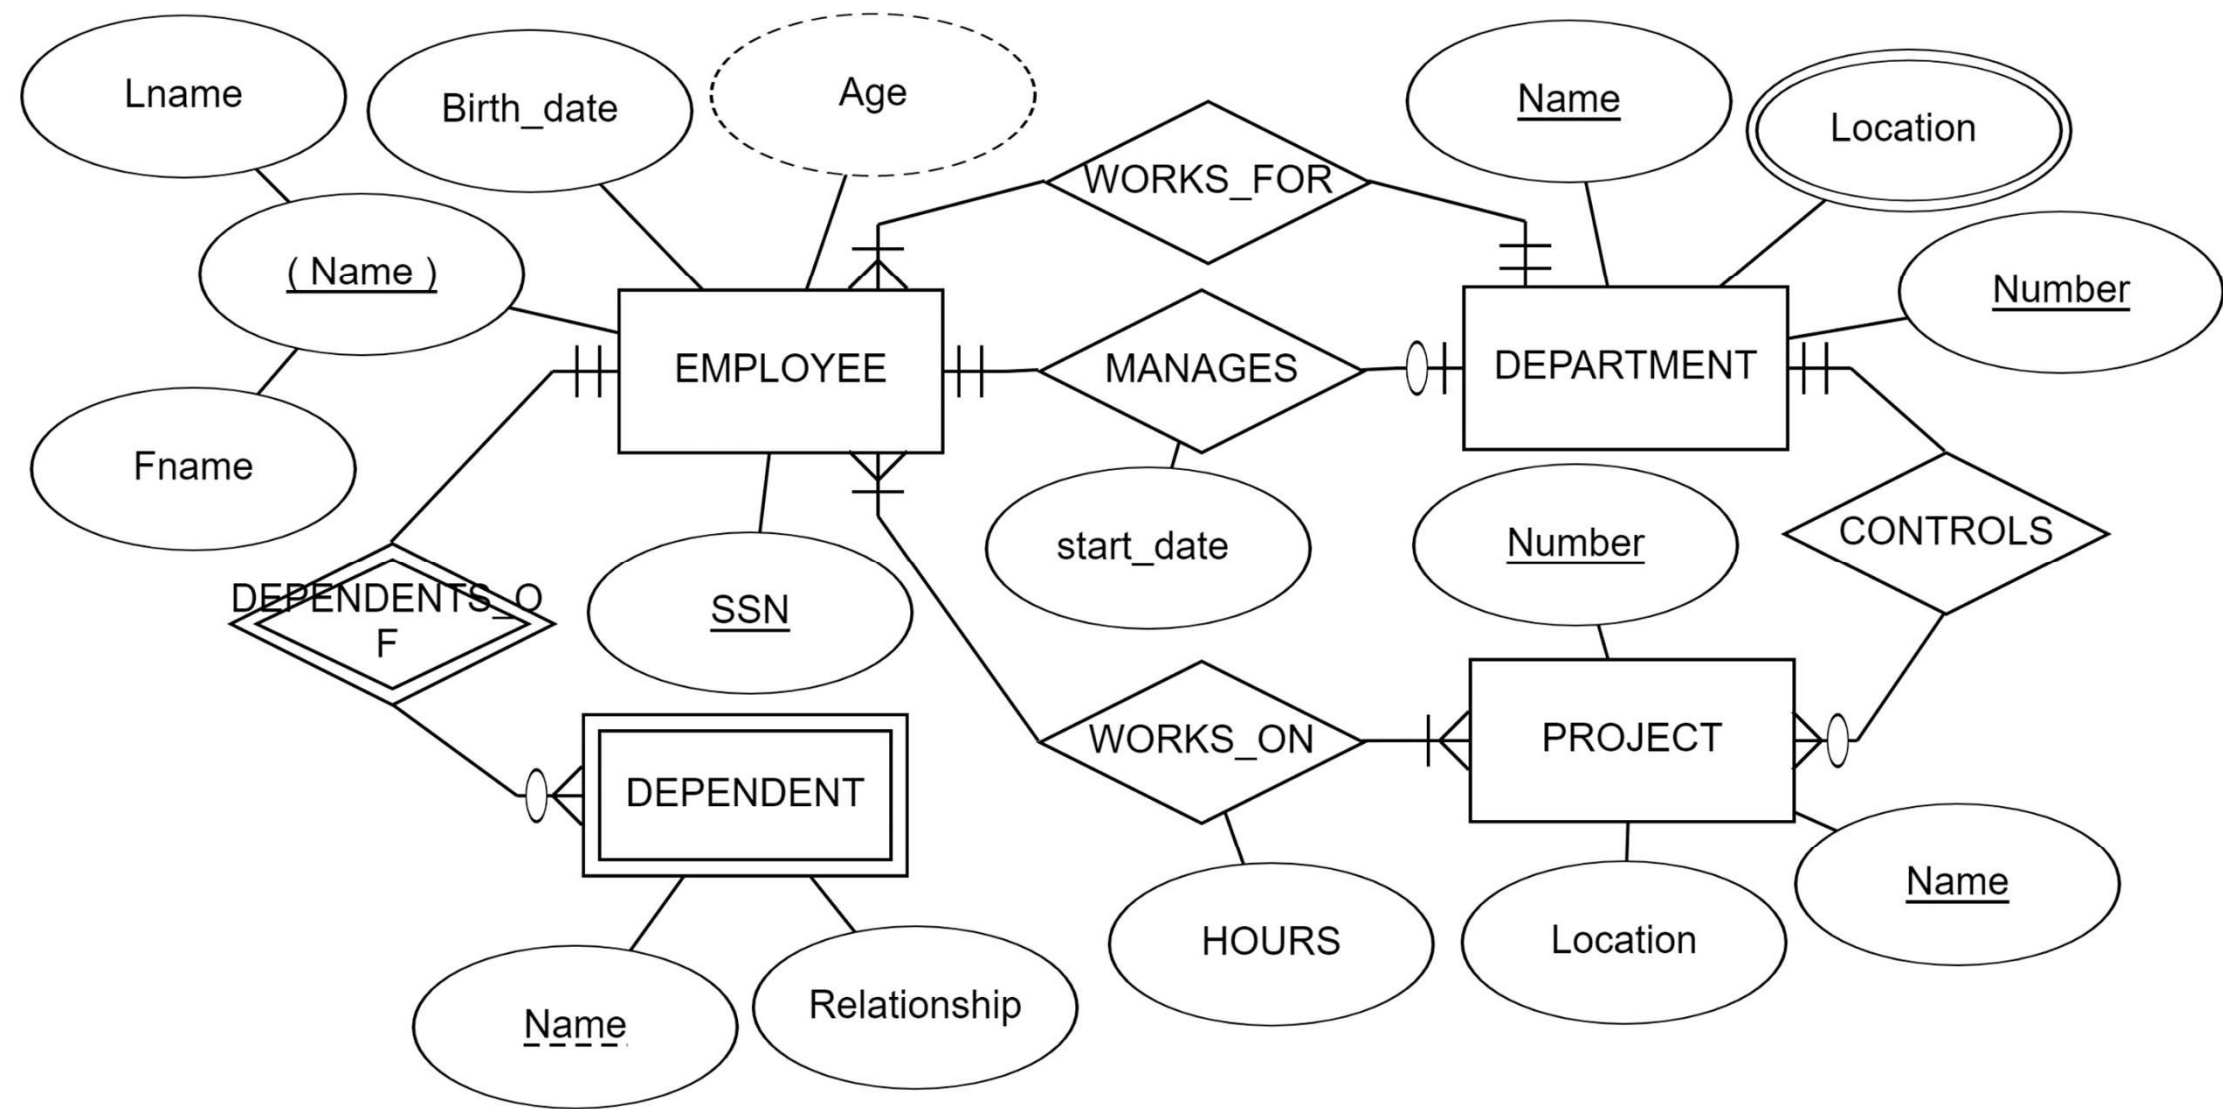 Lname
Birth_date
Age
Name
Location
WORKS_FOR
( Name )
Number
EMPLOYEE
MANAGES
DEPARTMENT
Fname
start_date
Number
CONTROLS
DEPENDENTS_O
F
SSN
WORKS_ON
PROJECT
DEPENDENT
Name
HOURS
Location
Relationship
Name